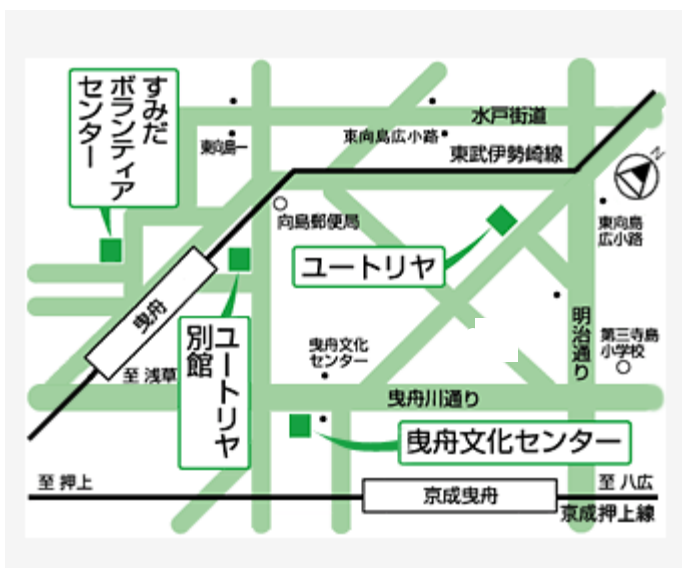 すみだ
ボランティア
センター
水戸街道
東向島広小路
東向島一
東武伊勢崎線
N
向島郵便局
東向島
広小路
ユートリヤ
曳舟
ユートリヤ
別館
曳舟文化
センター
明治通り
第三寺島
小学校
至 浅草
曳舟川通り
曳舟文化センター
至 押上
京成曳舟
至 八広
京成押上線